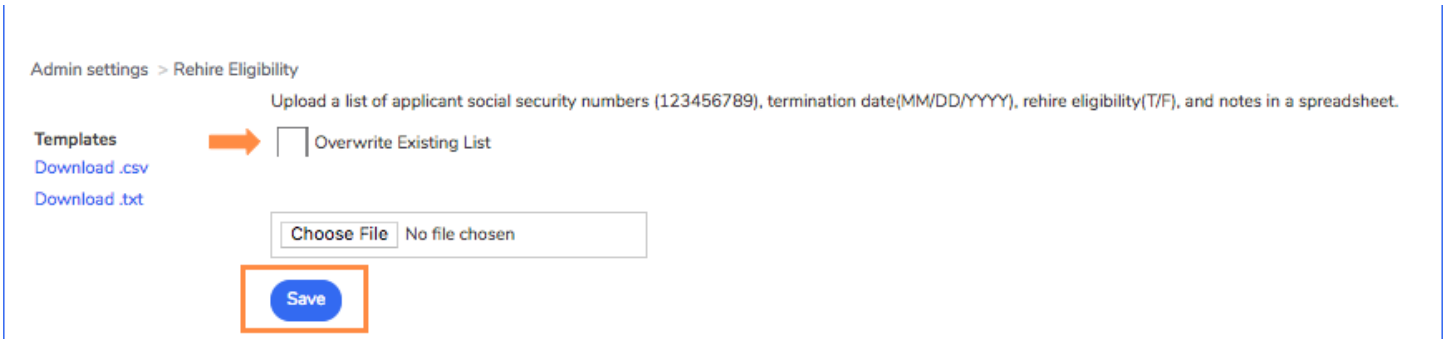 Admin settings > Rehire Eligibility
Upload a list of applicant social security numbers (123456789), termination date(MM/DD/YYYY), rehire eligibility(T/F), and notes in a spreadsheet.
Templates
Download .csv
Download .txt
Overwrite Existing List
Choose File No file chosen
Save